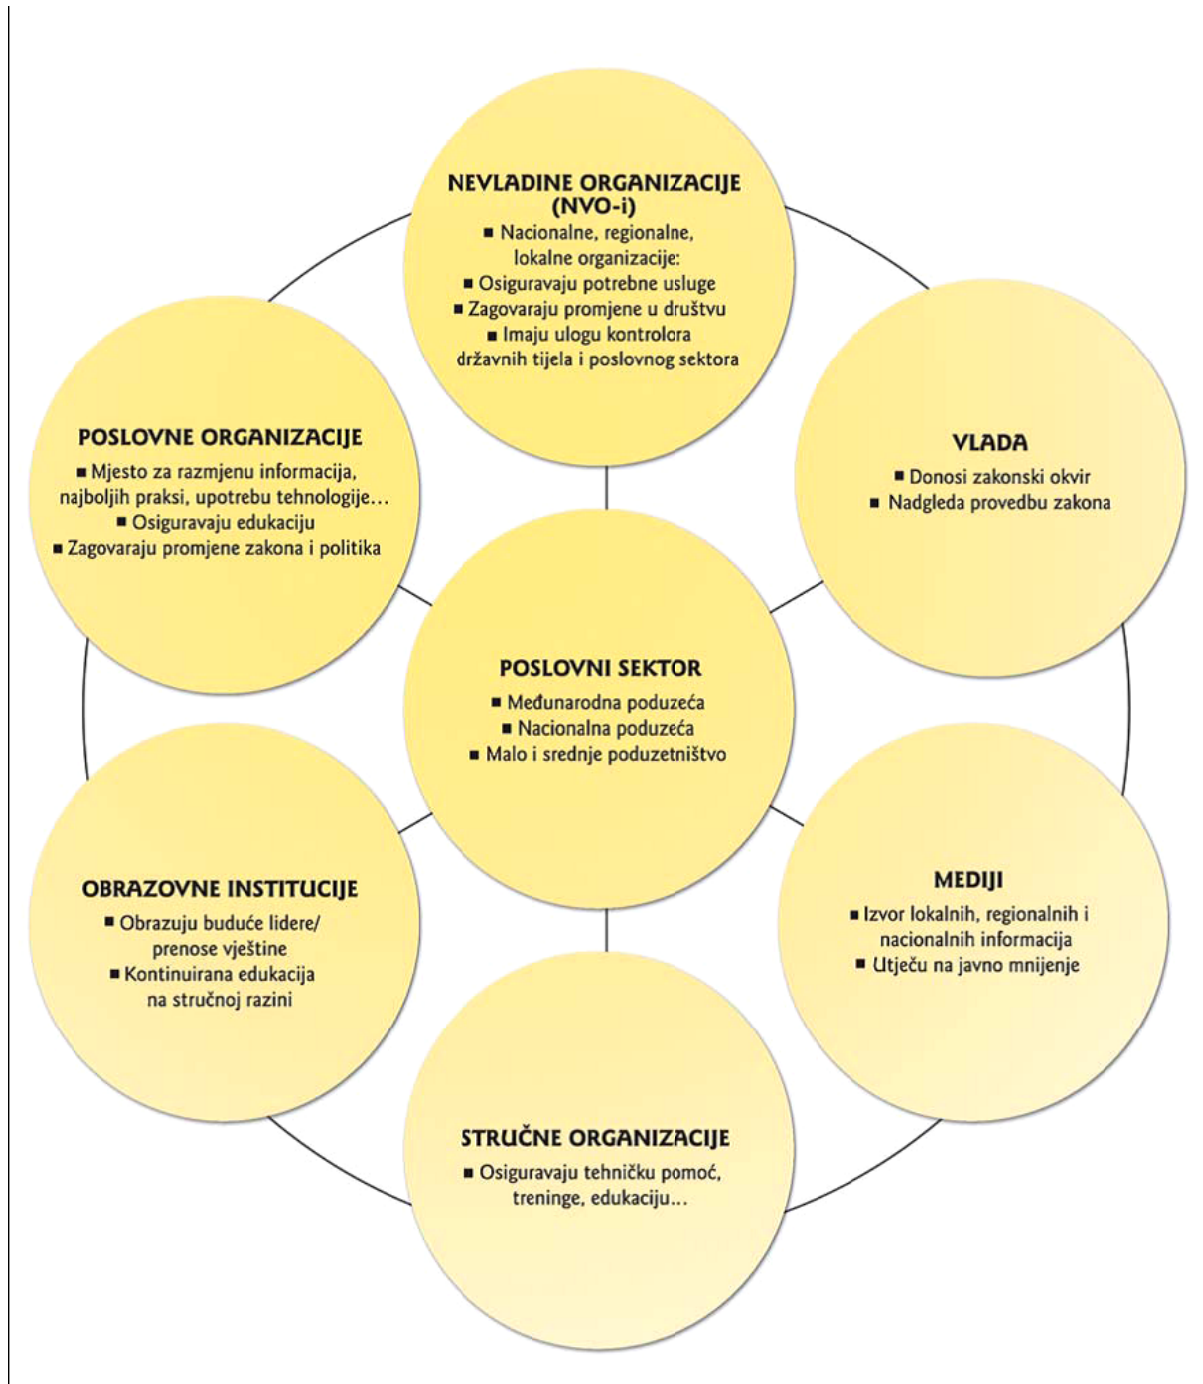 NEVLADINE ORGANIZACIJE
(NVO-i)
■ Nacionalne, regionalne,
lokalne organizacije:
■ Osiguravaju potrebne usluge
■ Zagovaraju promjene u društvu
■ Imaju ulogu kontrolora
državnih tijela i poslovnog sektora
POSLOVNE ORGANIZACIJE
■ Mjesto za razmjenu informacija,
najboljih praksi, upotrebu tehnologije...
■ Osiguravaju edukaciju
■ Zagovaraju promjene zakona i politika
VLADA
■ Donosi zakonski okvir
■ Nadgleda provedbu zakona
POSLOVNI SEKTOR
■ Međunarodna poduzeća
■ Nacionalna poduzeća
■ Malo i srednje poduzetništvo
OBRAZOVNE INSTITUCIJE
■ Obrazuju buduće lidere/
prenose vještine
■ Kontinuirana edukacija
na stručnoj razini
MEDIJI
■ Izvor lokalnih, regionalnih i
nacionalnih informacija
■ Utječu na javno mnijenje
STRUČNE ORGANIZACIJE
■ Osiguravaju tehničku pomoć,
treninge, edukaciju...